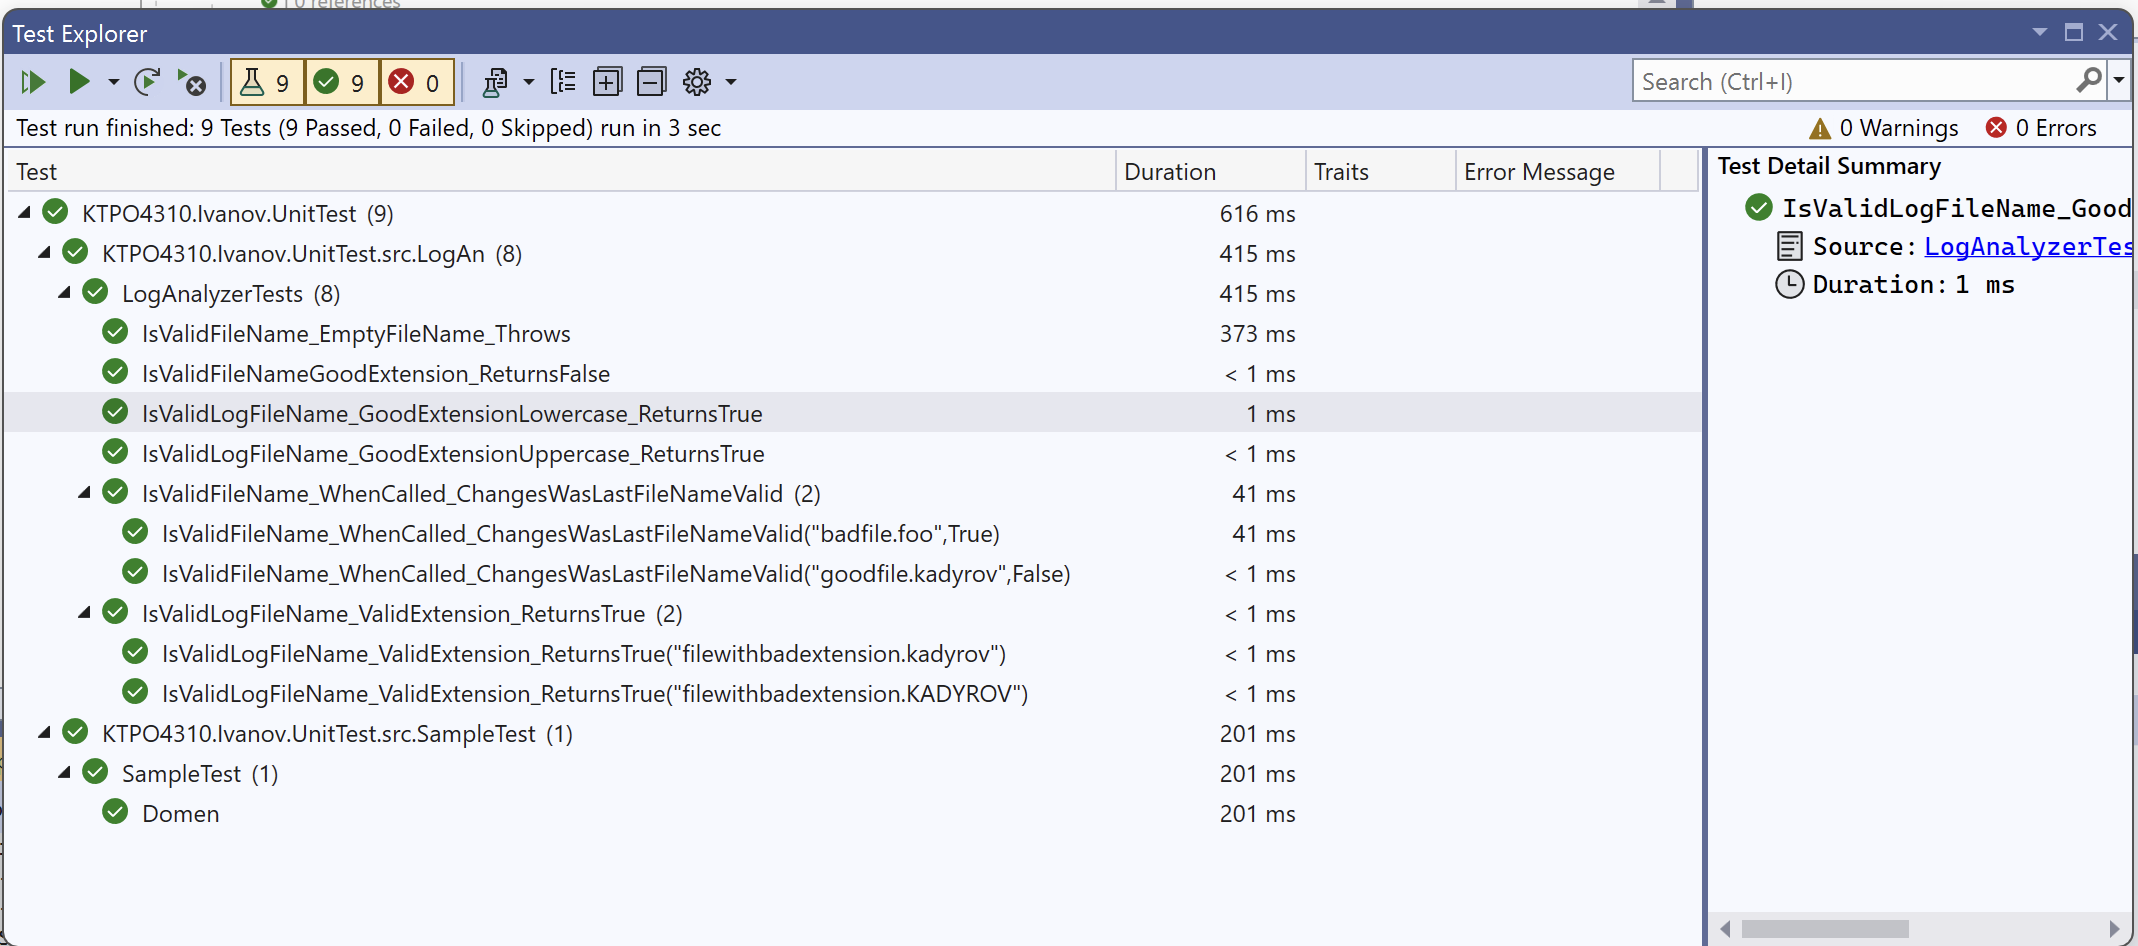 0 references
Test Explorer
9 9 0
Search (Ctrl+I)
Test run finished: 9 Tests (9 Passed, 0 Failed, 0 Skipped) run in 3 sec
0 Warnings 0 Errors
Test Duration Traits Error Message
KTPO4310.Ivanov.UnitTest (9) 616 ms
KTPO4310.Ivanov.UnitTest.src.LogAn (8) 415 ms
LogAnalyzerTests (8) 415 ms
IsValidFileName_EmptyFileName_Throws 373 ms
IsValidFileNameGoodExtension_ReturnsFalse < 1 ms
IsValidLogFileName_GoodExtensionLowercase_ReturnsTrue 1 ms
IsValidLogFileName_GoodExtensionUppercase_ReturnsTrue < 1 ms
IsValidFileName_WhenCalled_ChangesWasLastFileNameValid (2) 41 ms
IsValidFileName_WhenCalled_ChangesWasLastFileNameValid("badfile.foo",True) 41 ms
IsValidFileName_WhenCalled_ChangesWasLastFileNameValid("goodfile.kadyrov",False) < 1 ms
IsValidLogFileName_ValidExtension_ReturnsTrue (2) < 1 ms
IsValidLogFileName_ValidExtension_ReturnsTrue("filewithbadextension.kadyrov") < 1 ms
IsValidLogFileName_ValidExtension_ReturnsTrue("filewithbadextension.KADYROV") < 1 ms
KTPO4310.Ivanov.UnitTest.src.SampleTest (1) 201 ms
SampleTest (1) 201 ms
Domen 201 ms
Test Detail Summary
IsValidLogFileName_Good
Source: LogAnalyzerTes
Duration: 1 ms